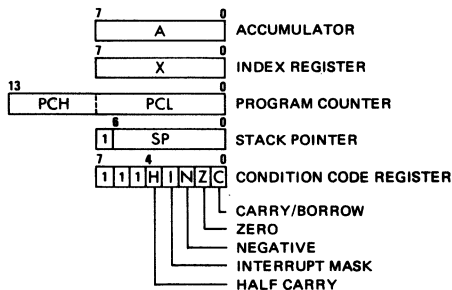 7 0
A ACCUMULATOR
7 0
X INDEX REGISTER
13 0
PCH PCL PROGRAM COUNTER
6 0
1 SP STACK POINTER
7 4 0
1 1 1 H I N Z C CONDITION CODE REGISTER
CARRY/BORROW
ZERO
NEGATIVE
INTERRUPT MASK
HALF CARRY